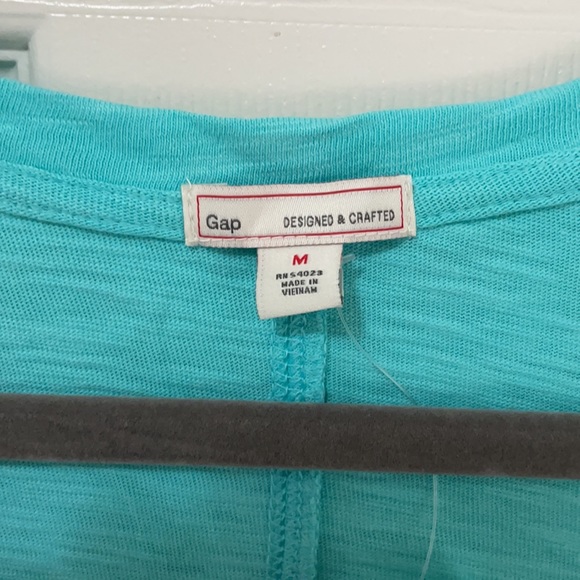 Gap DESIGNED & CRAFTED
M
RN 54023
MADE IN
VIETNAM